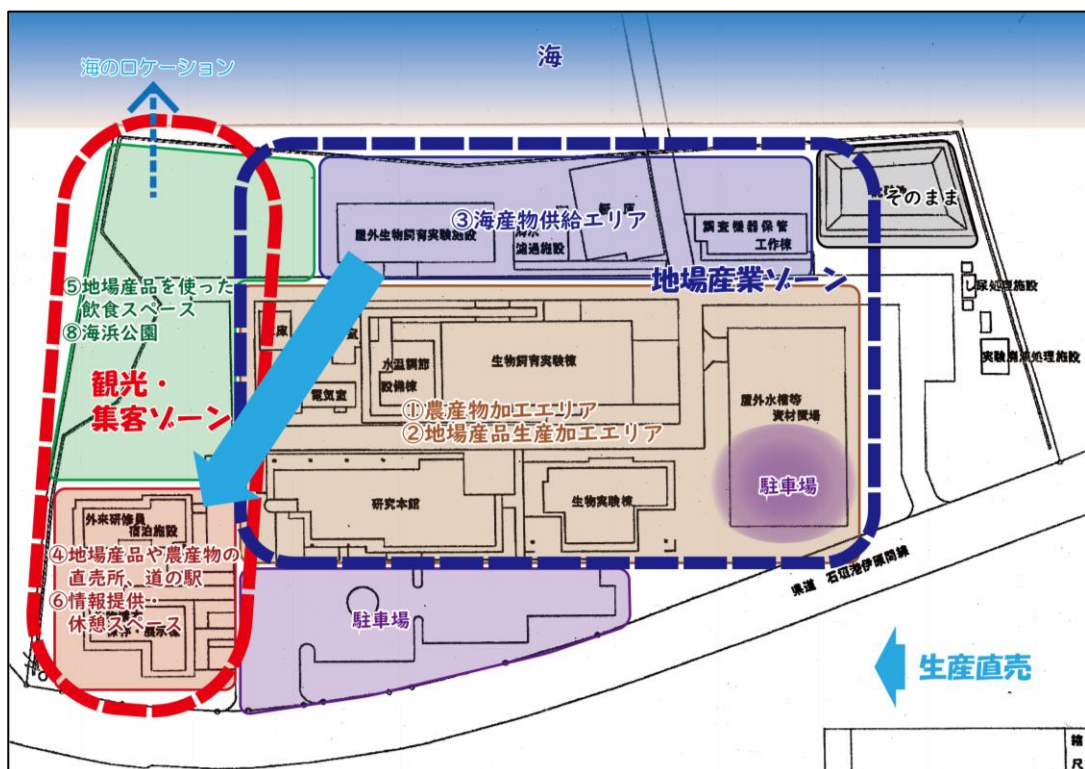 海のロケーション
海
③海産物供給エリア
屋外生物飼育実験施設
濾過施設
調査機器保管
工作棟
そのまま
地場産業ゾーン
し尿処理施設
実験廃液処理施設
⑤地場産品を使った
飲食スペース
⑧海浜公園
観光・
集客ゾーン
水温調節
設備棟
電気室
生物飼育実験棟
①農産物加工エリア
②地場産品生産加工エリア
屋外水槽等
資材置場
駐車場
研究本館
生物実験棟
外来研修員
宿泊施設
④地場産品や農産物の
直売所、道の駅
⑥情報提供・
休憩スペース
駐車場
県道 石垣港伊原間線
生産直売
縮
尺